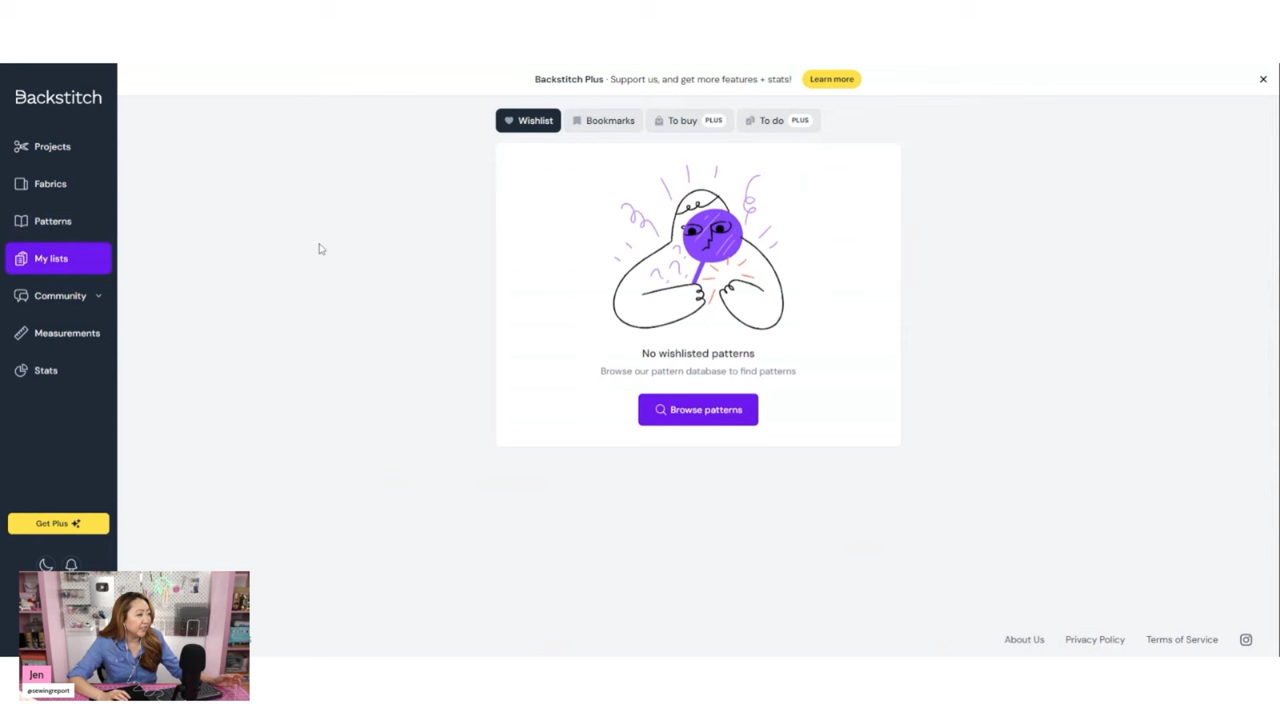 Backstitch
Projects
Fabrics
Patterns
My lists
Community
Measurements
Stats
Get Plus
Backstitch Plus · Support us, and get more features + stats! Learn more
Wishlist Bookmarks To buy PLUS To do PLUS
No wishlisted patterns
Browse our pattern database to find patterns
Browse patterns
About Us Privacy Policy Terms of Service
Jen
@sewingreport